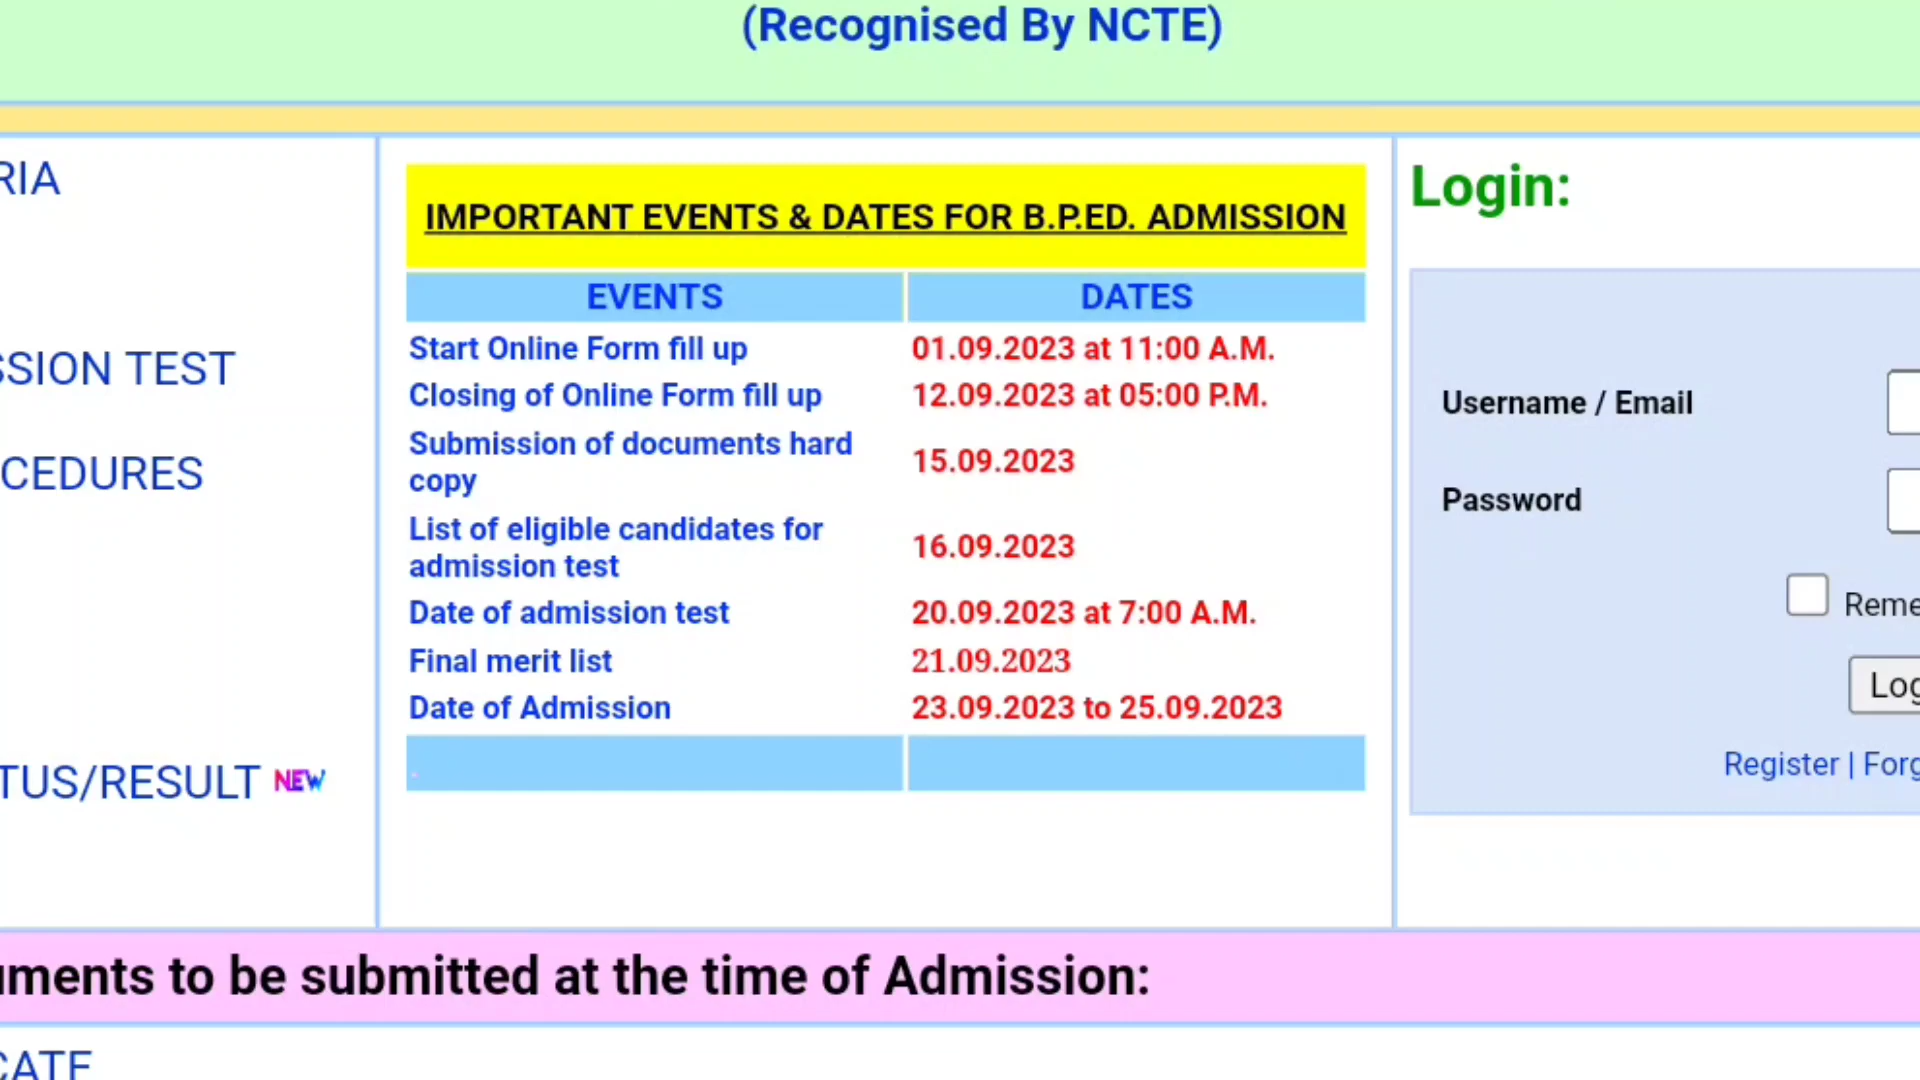 (Recognised By NCTE)
RIA
SSION TEST
CEDURES
TUS/RESULT NEW
IMPORTANT EVENTS & DATES FOR B.P.ED. ADMISSION
EVENTS DATES
Start Online Form fill up 01.09.2023 at 11:00 A.M.
Closing of Online Form fill up 12.09.2023 at 05:00 P.M.
Submission of documents hard
copy 15.09.2023
List of eligible candidates for
admission test 16.09.2023
Date of admission test 20.09.2023 at 7:00 A.M.
Final merit list 21.09.2023
Date of Admission 23.09.2023 to 25.09.2023
Login:
Username / Email
Password
Reme
Log
Register | Forg
uments to be submitted at the time of Admission:
CATE